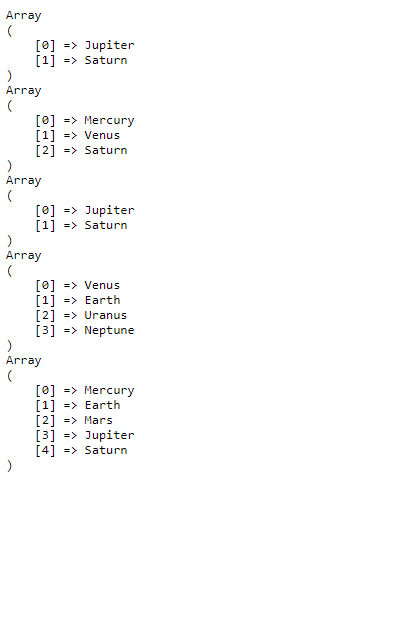 Array
(
    [0] => Jupiter
    [1] => Saturn
)
Array
(
    [0] => Mercury
    [1] => Venus
    [2] => Saturn
)
Array
(
    [0] => Jupiter
    [1] => Saturn
)
Array
(
    [0] => Venus
    [1] => Earth
    [2] => Uranus
    [3] => Neptune
)
Array
(
    [0] => Mercury
    [1] => Earth
    [2] => Mars
    [3] => Jupiter
    [4] => Saturn
)